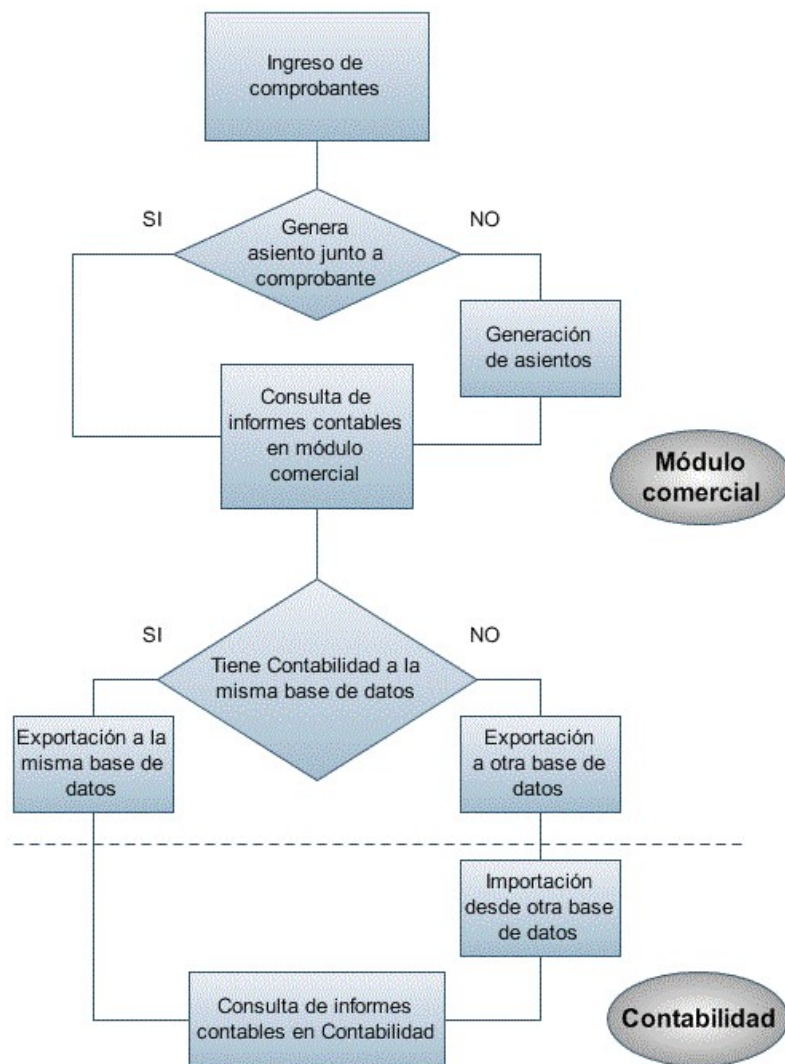 Ingreso de
comprobantes
SI
NO
Genera
asiento junto a
comprobante
Generación
de asientos
Consulta de
informes contables
en módulo
comercial
Módulo
comercial
SI
NO
Tiene Contabilidad a la
misma base de datos
Exportación a la
misma base de
datos
Exportación
a otra base de
datos
Importación
desde otra base
de datos
Consulta de informes
contables en Contabilidad
Contabilidad